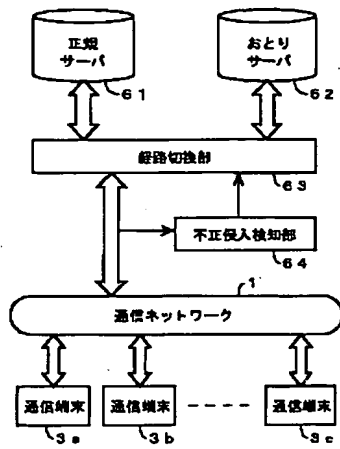 正規
サーバ
おとり
サーバ
61
62
経路切換部
63
不正侵入検知部
64
1
通信ネットワーク
通信端末
通信端末
通信端末
3a
3b
3c